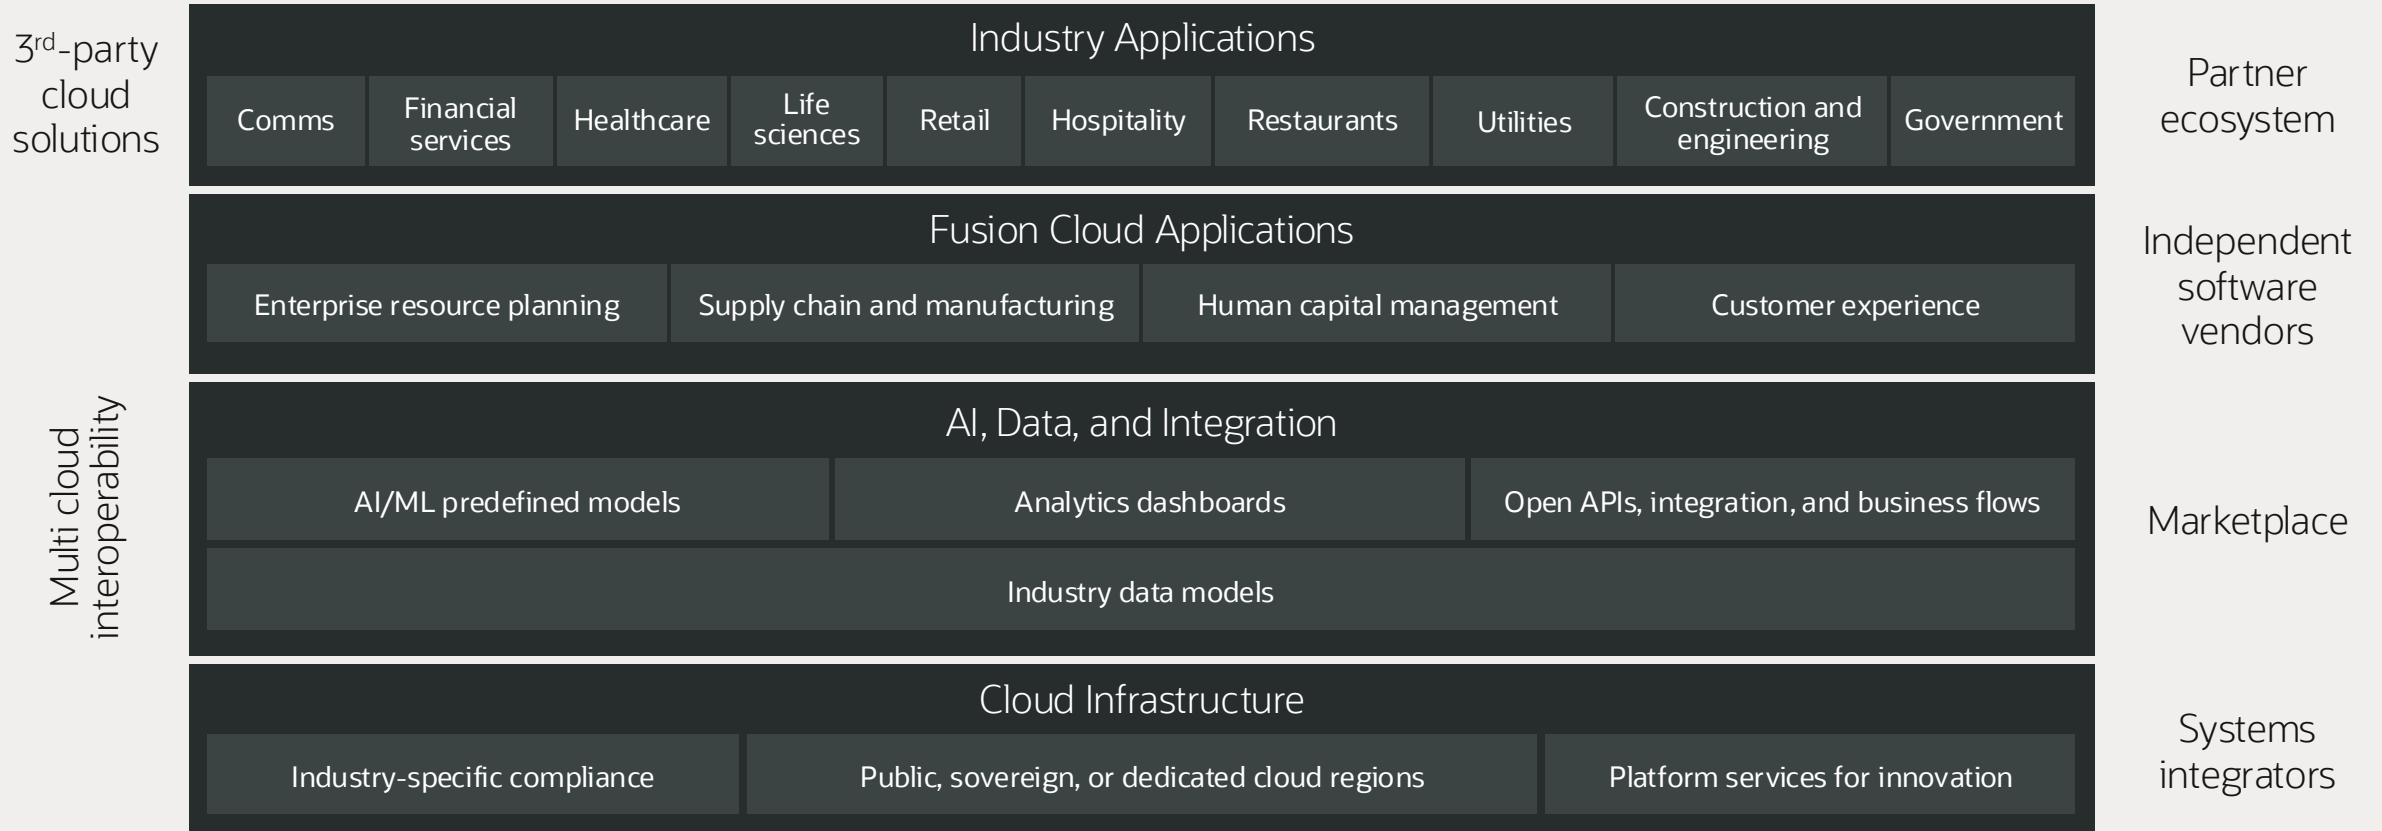 3rd-party
cloud
solutions
Multi cloud
interoperability
Industry Applications
Comms
Financial
services
Healthcare
Life
sciences
Retail
Hospitality
Restaurants
Utilities
Construction and
engineering
Government
Fusion Cloud Applications
Enterprise resource planning
Supply chain and manufacturing
Human capital management
Customer experience
AI, Data, and Integration
AI/ML predefined models
Analytics dashboards
Open APIs, integration, and business flows
Industry data models
Cloud Infrastructure
Industry-specific compliance
Public, sovereign, or dedicated cloud regions
Platform services for innovation
Partner
ecosystem
Independent
software
vendors
Marketplace
Systems
integrators